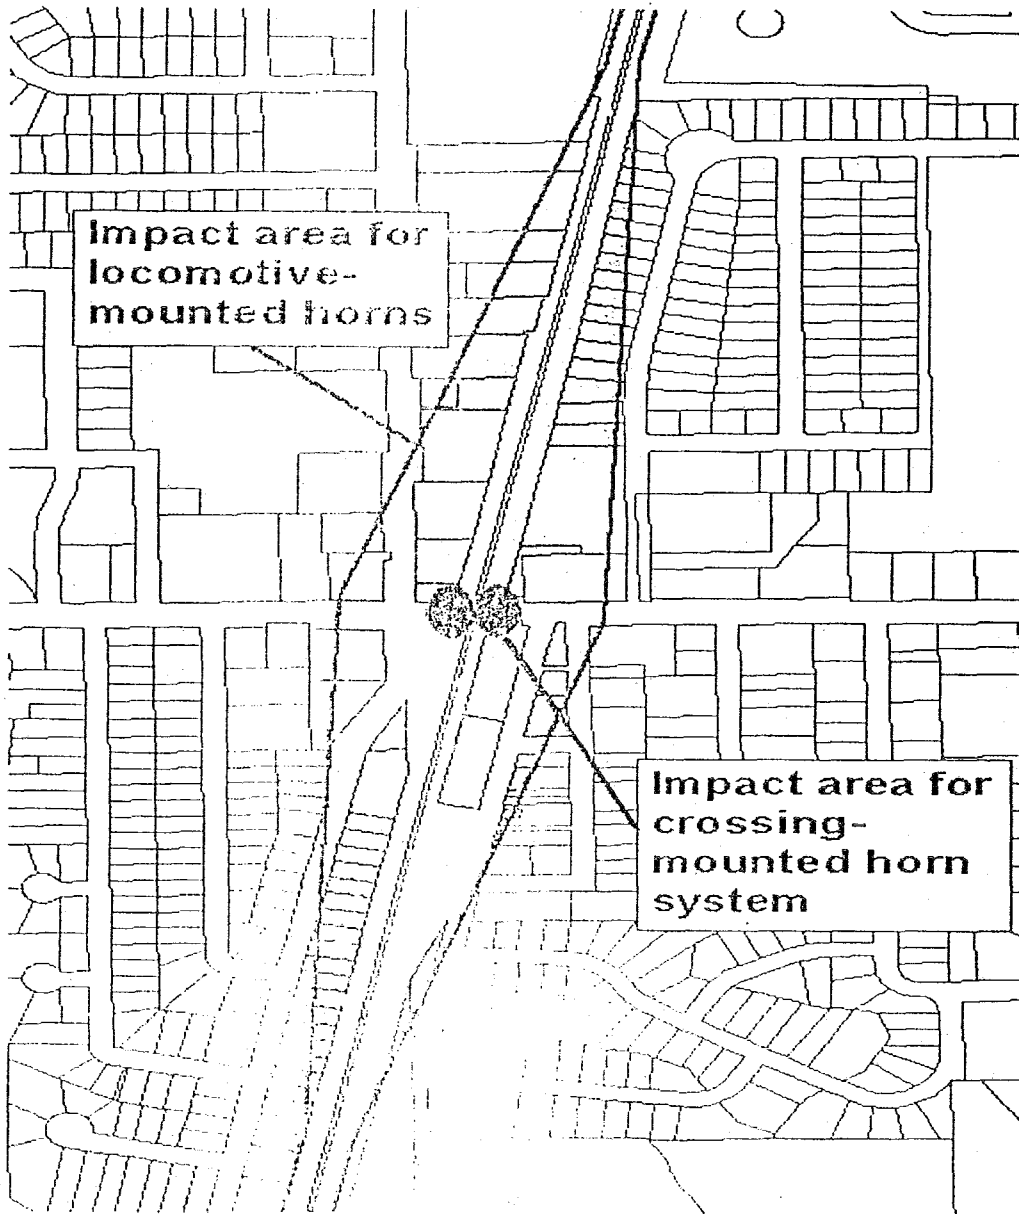 Impact area for
locomotive-
mounted horns
Impact area for
crossing-
mounted horn
system